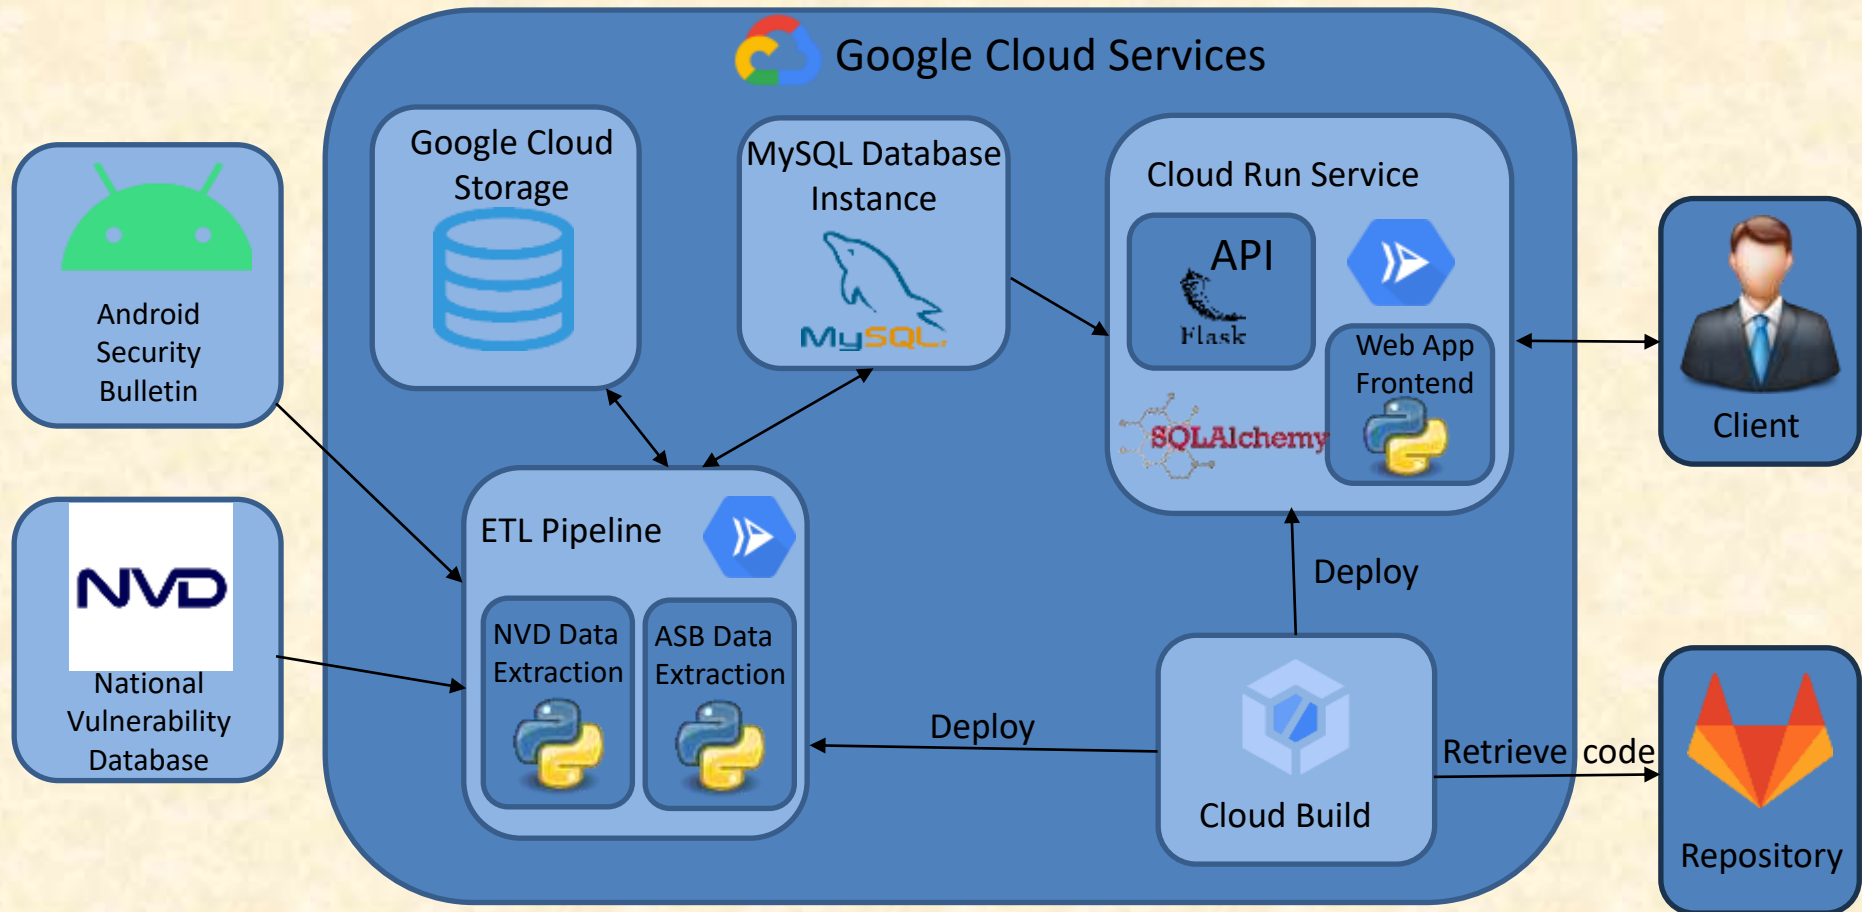 Google Cloud Services
Google Cloud
Storage
MySQL Database
Instance
MySQL
Cloud Run Service
API
Flask
Web App
Frontend
SQLAlchemy
Android
Security
Bulletin
Client
NVD
National
Vulnerability
Database
ETL Pipeline
NVD Data
Extraction
ASB Data
Extraction
Deploy
Deploy
Cloud Build
Retrieve code
Repository